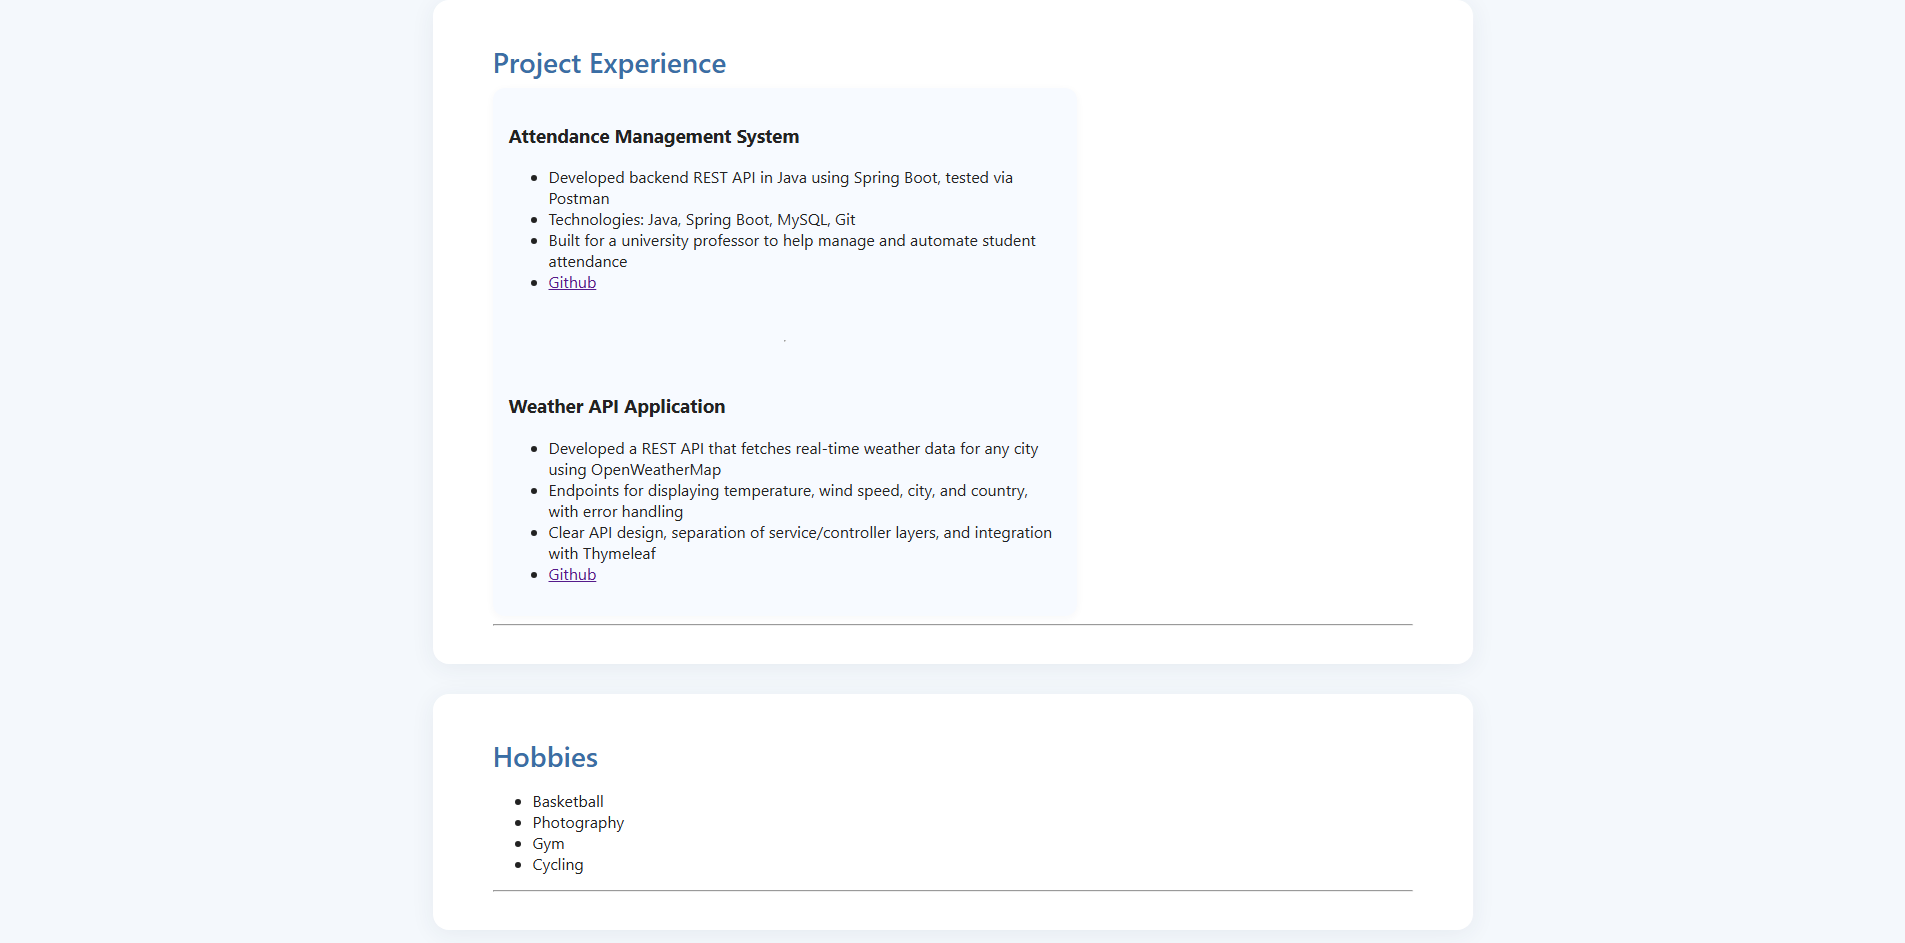 Project Experience
Attendance Management System
Developed backend REST API in Java using Spring Boot, tested via
Postman
Technologies: Java, Spring Boot, MySQL, Git
Built for a university professor to help manage and automate student
attendance
Github
Weather API Application
Developed a REST API that fetches real-time weather data for any city
using OpenWeatherMap
Endpoints for displaying temperature, wind speed, city, and country,
with error handling
Clear API design, separation of service/controller layers, and integration
with Thymeleaf
Github
Hobbies
Basketball
Photography
Gym
Cycling